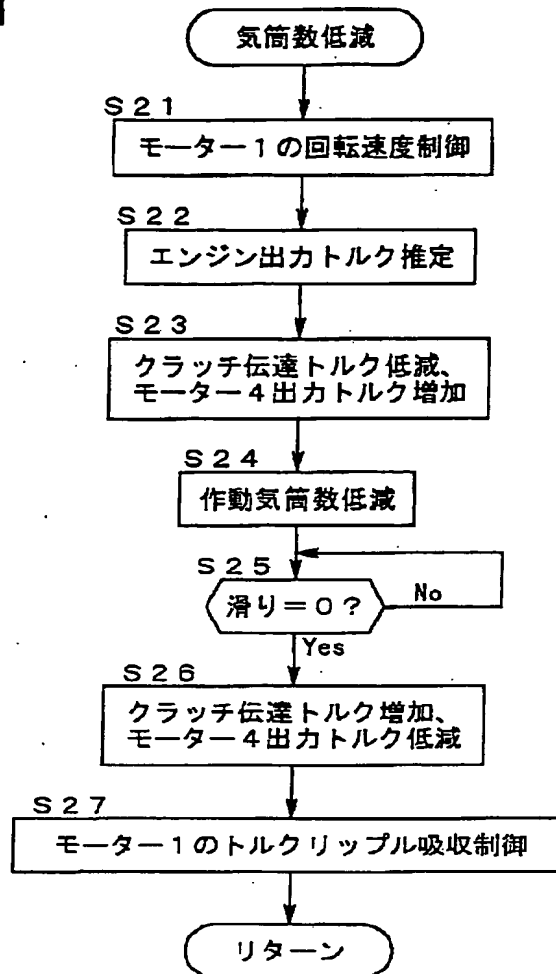 気筒数低減
S21
モーター1の回転速度制御
S22
エンジン出力トルク推定
S23
クラッチ伝達トルク低減、
モーター4出力トルク増加
S24
作動気筒数低減
S25
滑り=0?
No
Yes
S26
クラッチ伝達トルク増加、
モーター4出力トルク低減
S27
モーター1のトルクリップル吸収制御
リターン